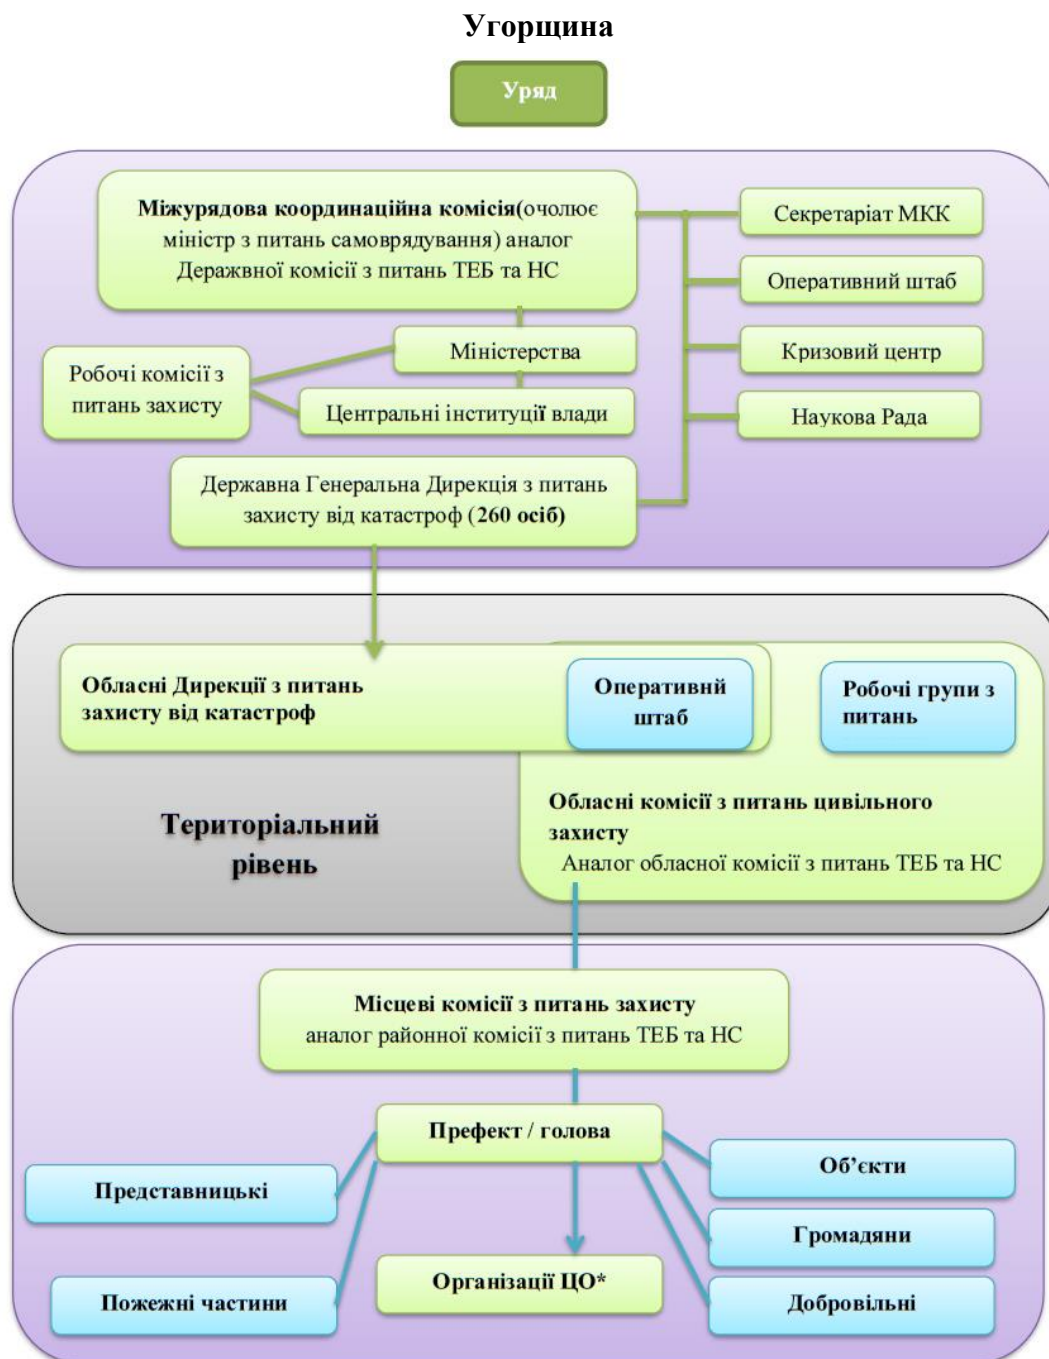 Угорщина
Уряд
Міжурядова координаційна комісія(очолює
міністр з питань самоврядування) аналог
Деражвної комісії з питань ТЕБ та НС
Секретаріат МКК
Оперативний штаб
Міністерства
Кризовий центр
Робочі комісії з
питань захисту
Центральні інституції влади
Наукова Рада
Державна Генеральна Дирекція з питань
захисту від катастроф (260 осіб)
Обласні Дирекції з питань
захисту від катастроф
Оперативнй
штаб
Робочі групи з
питань
Обласні комісії з питань цивільного
захисту
Аналог обласної комісії з питань ТЕБ та НС
Територіальний
рівень
Місцеві комісії з питань захисту
аналог районної комісії з питань ТЕБ та НС
Префект / голова
Представницькі
Об’єкти
Громадяни
Пожежні частини
Організації ЦО*
Добровільні